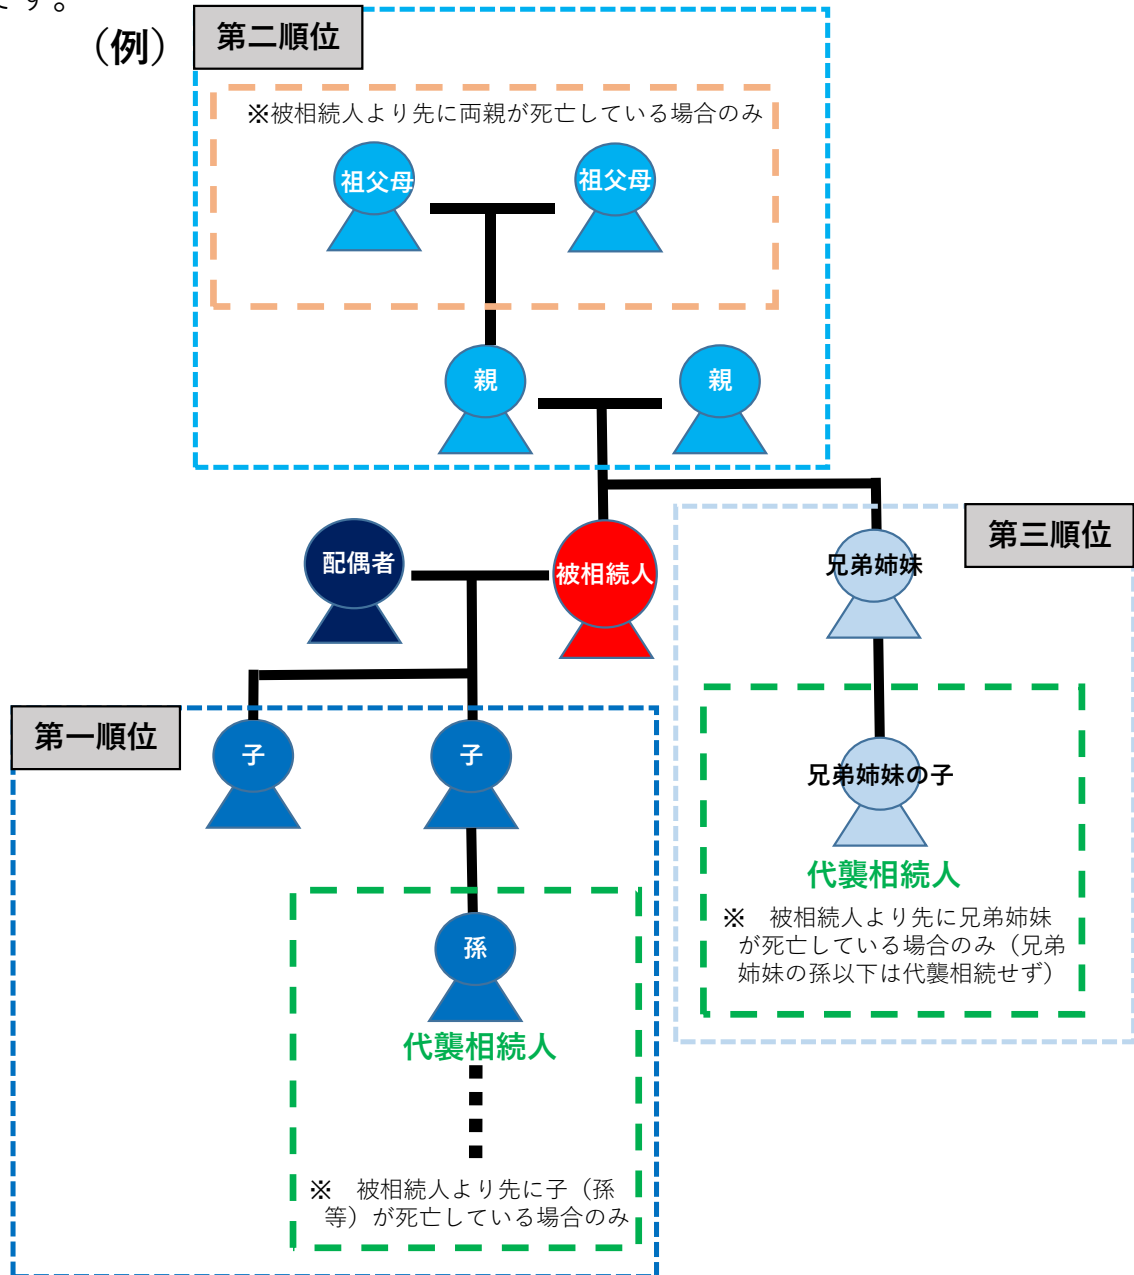 です。
（例）
第二順位
※被相続人より先に両親が死亡している場合のみ
祖父母
祖父母
親
親
配偶者
被相続人
第三順位
兄弟姉妹
兄弟姉妹の子
代襲相続人
※　被相続人より先に兄弟姉妹
が死亡している場合のみ（兄弟
姉妹の孫以下は代襲相続せず）
第一順位
子
子
孫
代襲相続人
※　被相続人より先に子（孫
等）が死亡している場合のみ